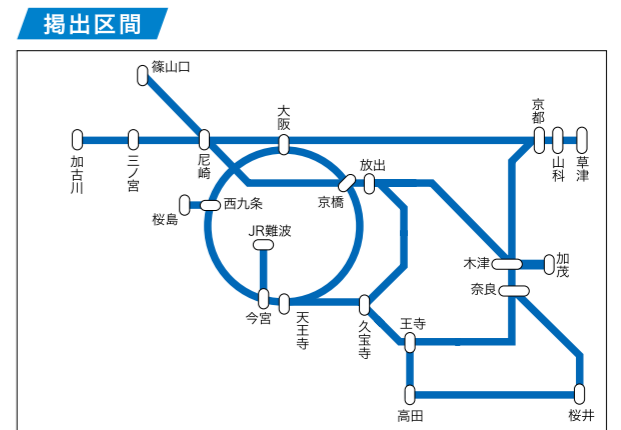 掲出区間
篠山口
大阪
京都
加古川
三ノ宮
尼崎
山科
草津
放出
京橋
西九条
桜島
JR難波
木津
加茂
奈良
今宮
天王寺
久宝寺
王寺
高田
桜井